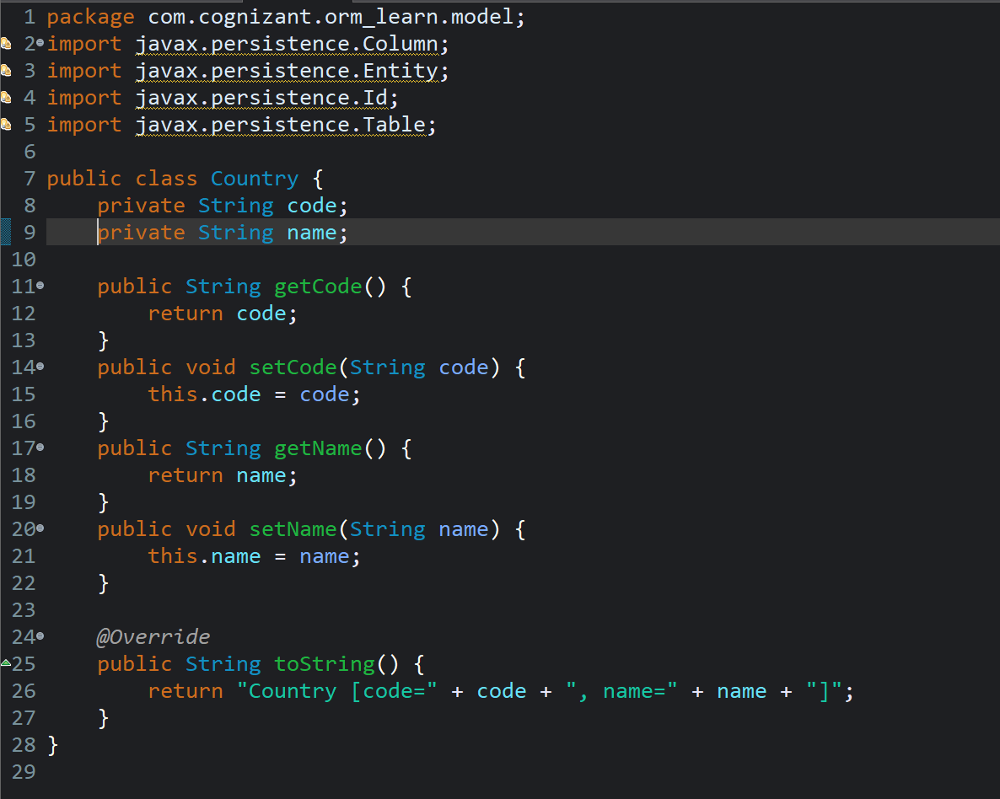 1 package com.cognizant.orm_learn.model;
2 import javax.persistence.Column;
3 import javax.persistence.Entity;
4 import javax.persistence.Id;
5 import javax.persistence.Table;
6
7 public class Country {
8     private String code;
9     private String name;
10
11     public String getCode() {
12         return code;
13     }
14     public void setCode(String code) {
15         this.code = code;
16     }
17     public String getName() {
18         return name;
19     }
20     public void setName(String name) {
21         this.name = name;
22     }
23
24     @Override
25     public String toString() {
26         return "Country [code=" + code + ", name=" + name + "]";
27     }
28 }
29